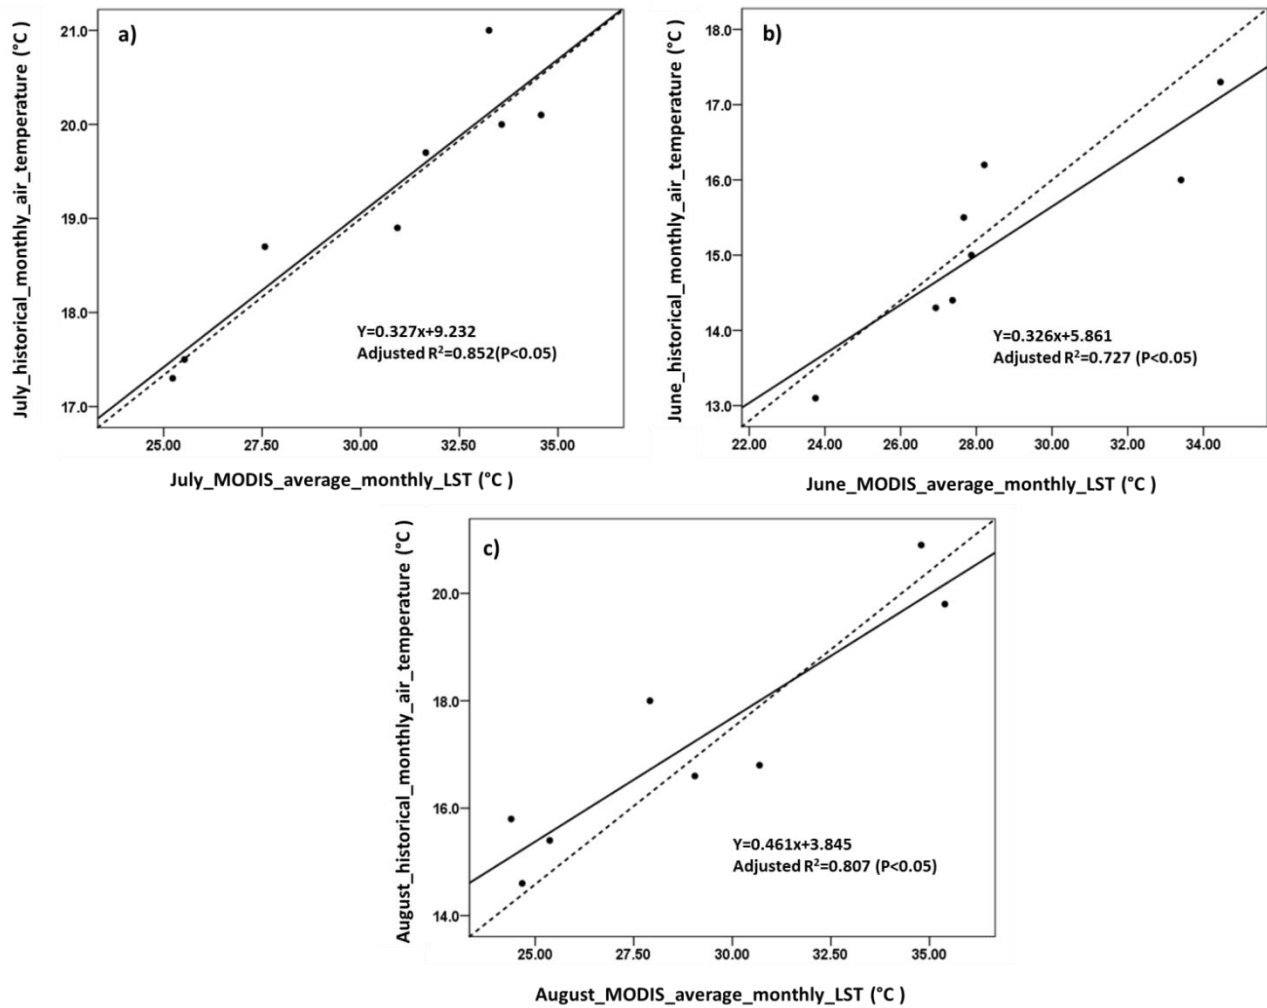 a)
July_historical_monthly_air_temperature (°C )
21.0
20.0
19.0
18.0
17.0
Y=0.327x+9.232
Adjusted R²=0.852(P<0.05)
25.00 27.50 30.00 32.50 35.00
July_MODIS_average_monthly_LST (°C )
b)
June_historical_monthly_air_temperature (°C )
18.0
17.0
16.0
15.0
14.0
13.0
Y=0.326x+5.861
Adjusted R²=0.727 (P<0.05)
22.00 24.00 26.00 28.00 30.00 32.00 34.00
June_MODIS_average_monthly_LST (°C )
c)
August_historical_monthly_air_temperature (°C )
20.0
18.0
16.0
14.0
Y=0.461x+3.845
Adjusted R²=0.807 (P<0.05)
25.00 27.50 30.00 32.50 35.00
August_MODIS_average_monthly_LST (°C )